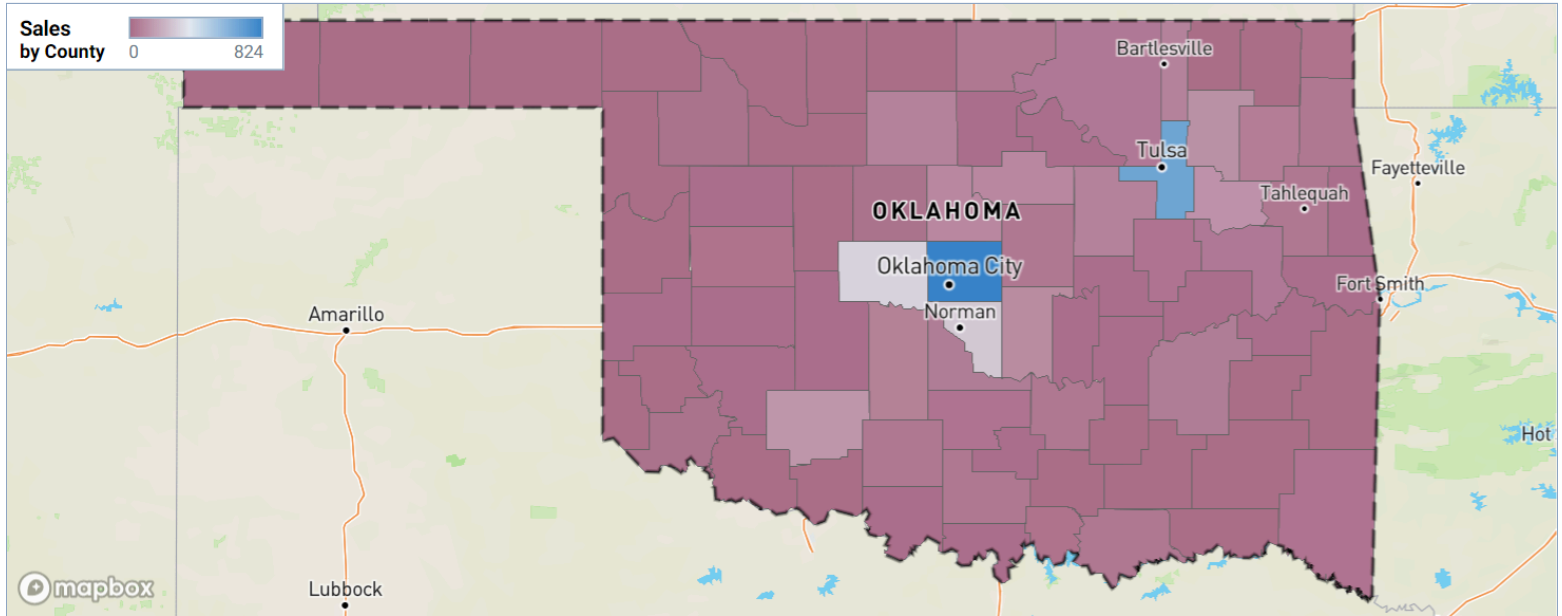 Sales
by County
0
824
Bartlesville
Tulsa
Fayetteville
Tahlequah
OKLAHOMA
Oklahoma City
Fort Smith
Norman
Amarillo
Hot
Lubbock
mapbox